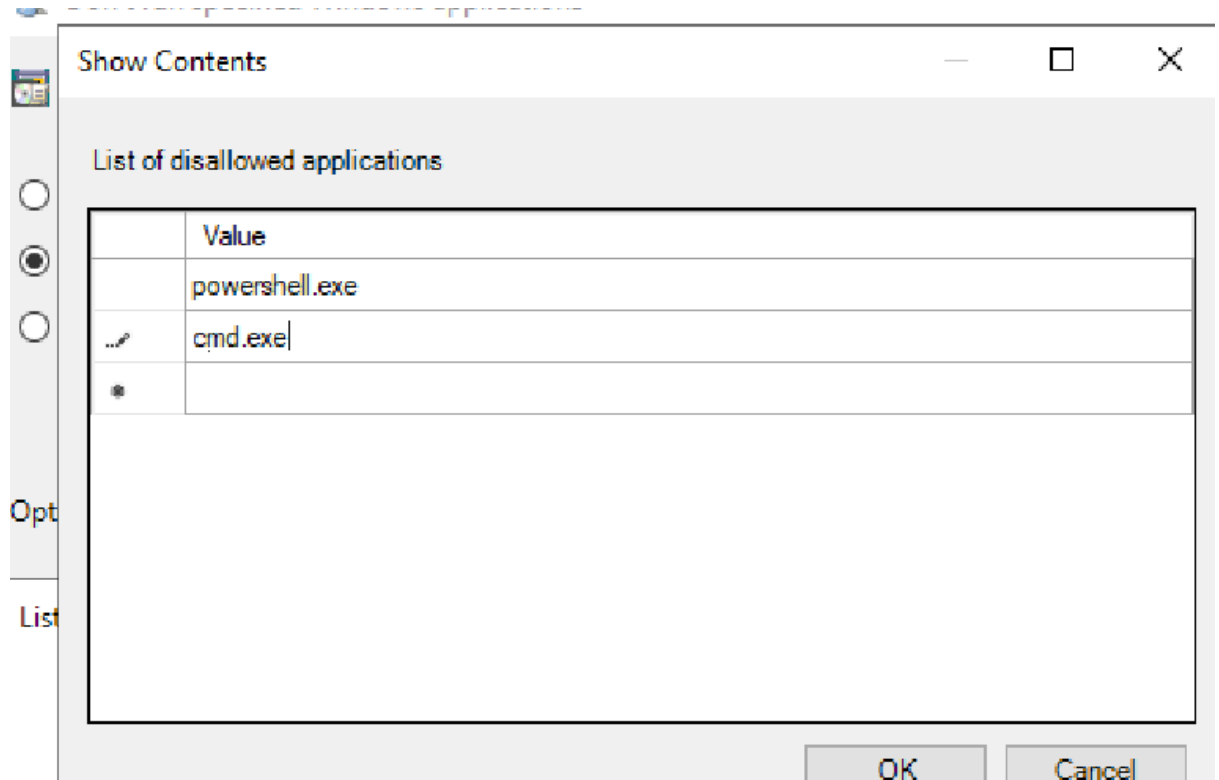 Show Contents
List of disallowed applications
Value
powershell.exe
cmd.exe
Opt
List
OK
Cancel